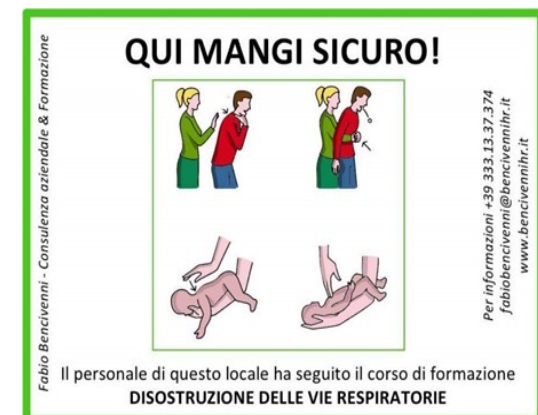 QUI MANGI SICURO!
Fabio Bencivenni - Consulenza aziendale & Formazione
Per informazioni +39 333.13.37.374
fabiobencivenni@bencivennihr.it
www.bencivennihr.it
Il personale di questo locale ha seguito il corso di formazione
DISOSTRUZIONE DELLE VIE RESPIRATORIE